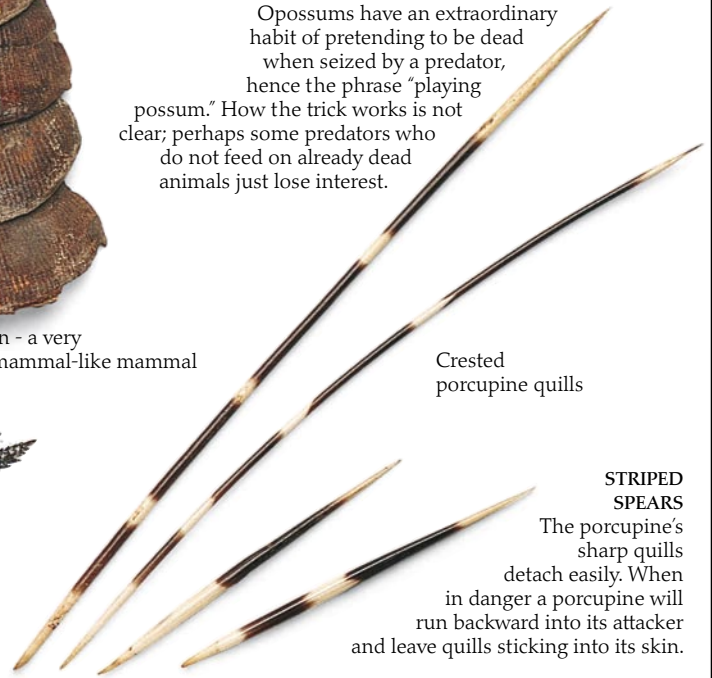 Opossums have an extraordinary
habit of pretending to be dead
when seized by a predator,
hence the phrase “playing
possum.” How the trick works is not
clear; perhaps some predators who
do not feed on already dead
animals just lose interest.
n - a very
mammal-like mammal
Crested
porcupine quills
STRIPED
SPEARS
The porcupine’s
sharp quills
detach easily. When
in danger a porcupine will
run backward into its attacker
and leave quills sticking into its skin.